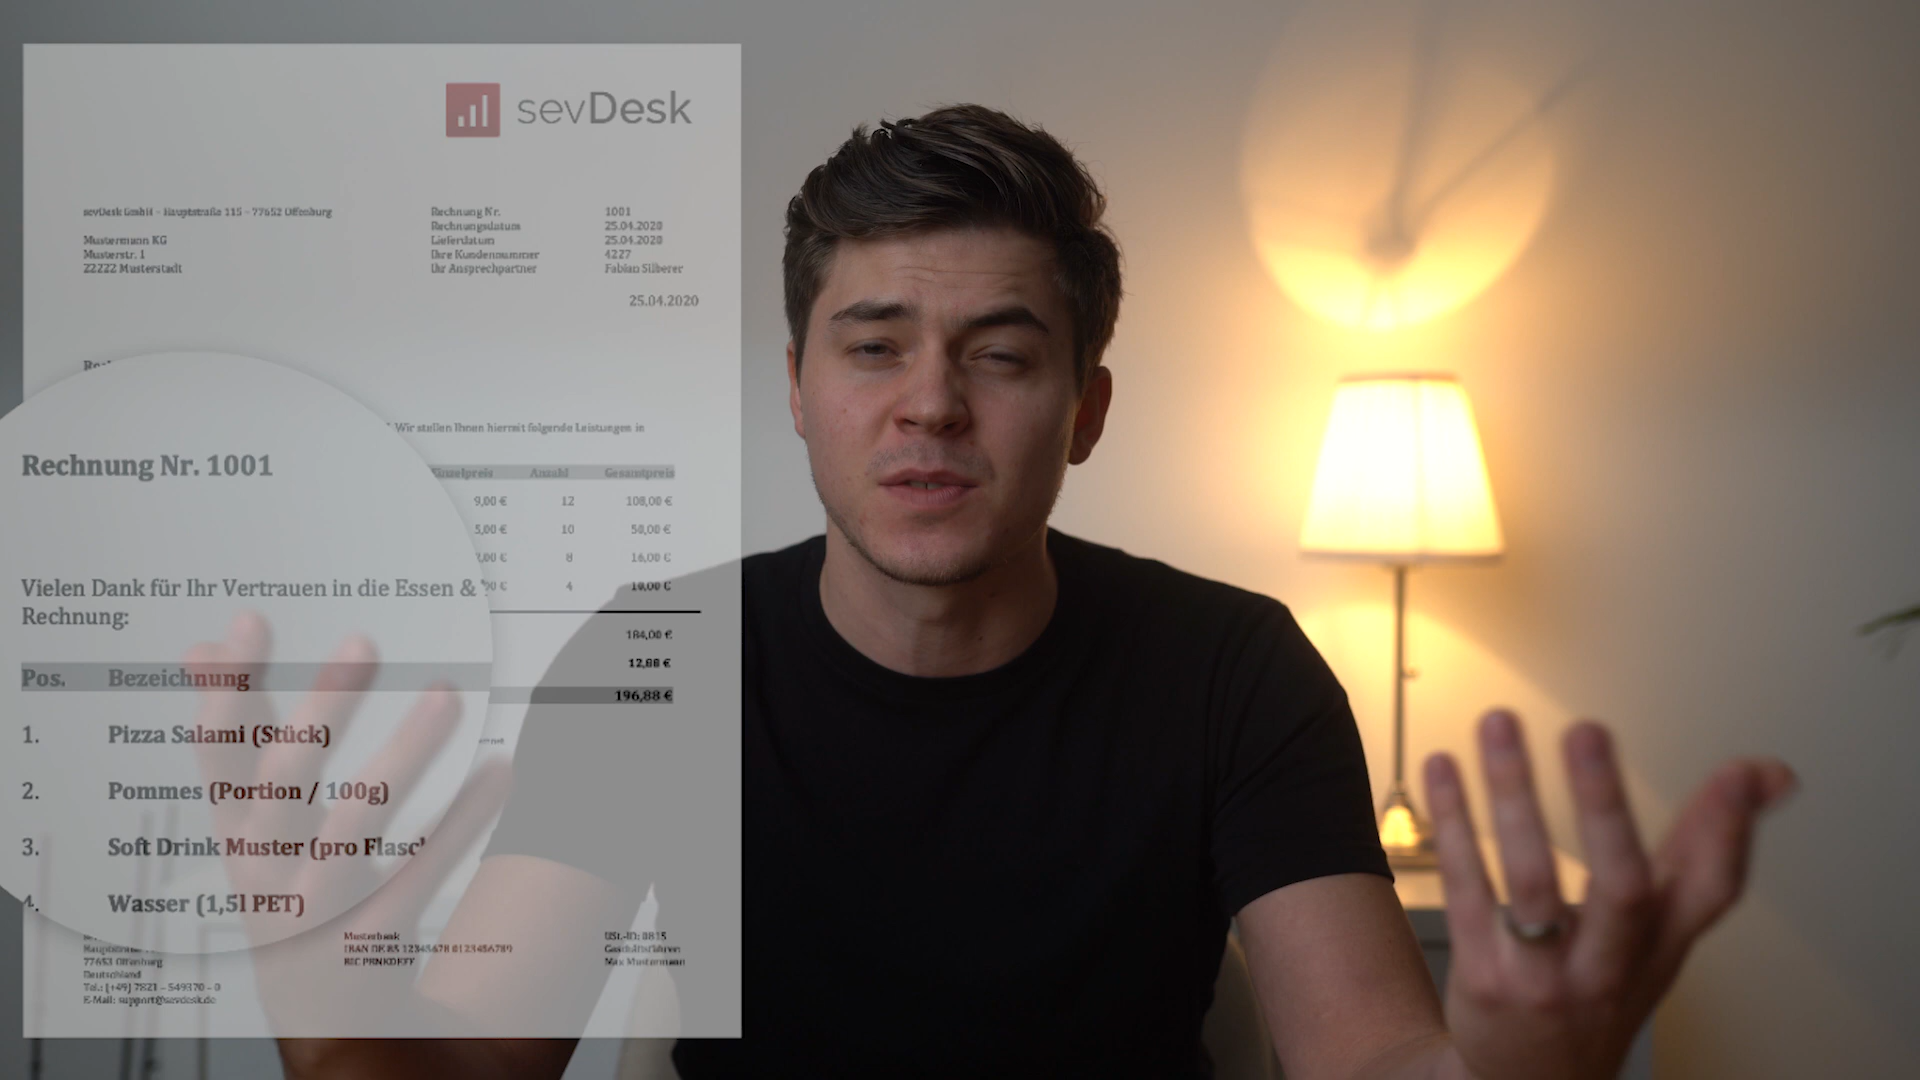 sevDesk
sevDesk GmbH - Hauptstraße 115 - 77652 Offenburg
Mustermann KG
Musterstr. 1
22222 Musterstadt
Rechnung Nr. 1001
Rechnungsdatum 25.04.2020
Lieferdatum 25.04.2020
Ihre Kundennummer 4227
Ihr Ansprechpartner Fabian Silberer
25.04.2020
Wir stellen Ihnen hiermit folgende Leistungen in
Einzelpreis Anzahl Gesamtpreis
9,00 € 12 108,00 €
5,00 € 10 50,00 €
2,00 € 8 16,00 €
4 10,00 €
184,00 €
12,88 €
196,88 €
Rechnung Nr. 1001
Vielen Dank für Ihr Vertrauen in die Essen &
Rechnung:
Pos. Bezeichnung
1. Pizza Salami (Stück)
2. Pommes (Portion / 100g)
3. Soft Drink Muster (pro Flasc
4. Wasser (1,5l PET)
77653 Offenburg
Deutschland
Tel.: [+49] 7821 - 549370 - 0
E-Mail: support@sevdesk.de
Musterbank
IBAN DE 85 12345678 0123456789
BIC PBNKDEFF
USt.-ID: 0815
Geschäftsführer:
Max Mustermann